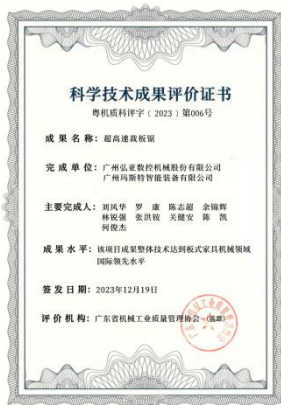 科学技术成果评价证书
粤机质科评字（2023）第006号
成果名称：超高速裁板锯
完成单位：广州弘亚数控机械股份有限公司
广州玛斯特智能装备有限公司
主要完成人：刘风华 罗康 陈志超 余锦辉
林锐强 张洪铵 关健安 陈凯
何俊杰
成果水平：该项目成果整体技术达到板式家具机械领域
国际领先水平
签发日期：2023年12月19日
评价机构：广东省机械工业质量管理协会（盖章）